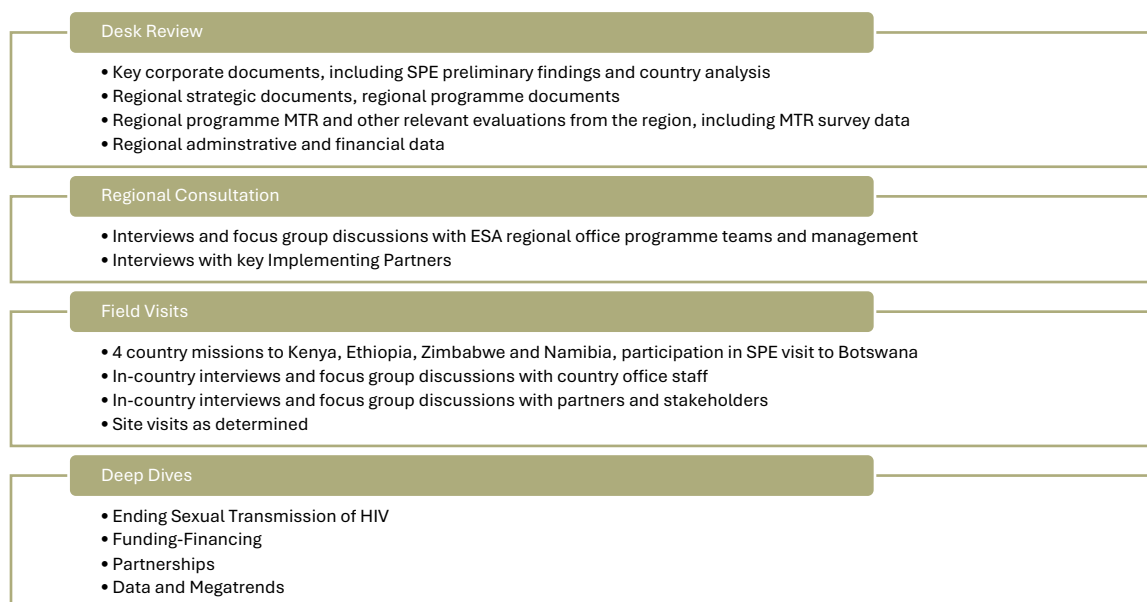 Desk Review
• Key corporate documents, including SPE preliminary findings and country analysis
• Regional strategic documents, regional programme documents
• Regional programme MTR and other relevant evaluations from the region, including MTR survey data
• Regional adminstrative and financial data
Regional Consultation
• Interviews and focus group discussions with ESA regional office programme teams and management
• Interviews with key Implementing Partners
Field Visits
• 4 country missions to Kenya, Ethiopia, Zimbabwe and Namibia, participation in SPE visit to Botswana
• In-country interviews and focus group discussions with country office staff
• In-country interviews and focus group discussions with partners and stakeholders
• Site visits as determined
Deep Dives
• Ending Sexual Transmission of HIV
• Funding-Financing
• Partnerships
• Data and Megatrends